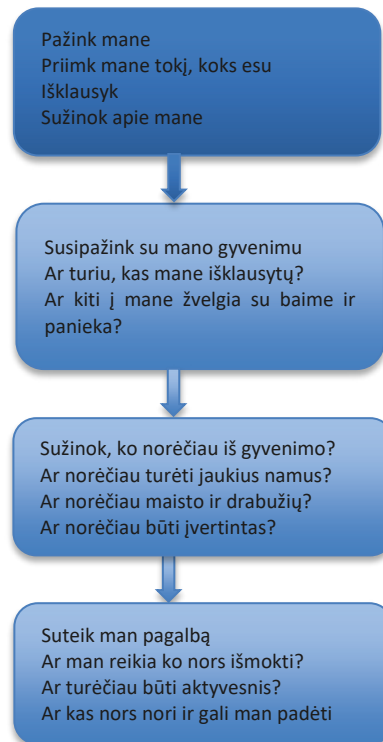 Pažink mane
Priimk mane tokį, koks esu
Išklausyk
Sužinok apie mane
Susipažink su mano gyvenimu
Ar turiu, kas mane išklausytų?
Ar kiti į mane žvelgia su baime ir
panieka?
Sužinok, ko norėčiau iš gyvenimo?
Ar norėčiau turėti jaukius namus?
Ar norėčiau maisto ir drabužių?
Ar norėčiau būti įvertintas?
Suteik man pagalbą
Ar man reikia ko nors išmokti?
Ar turėčiau būti aktyvesnis?
Ar kas nors nori ir gali man padėti